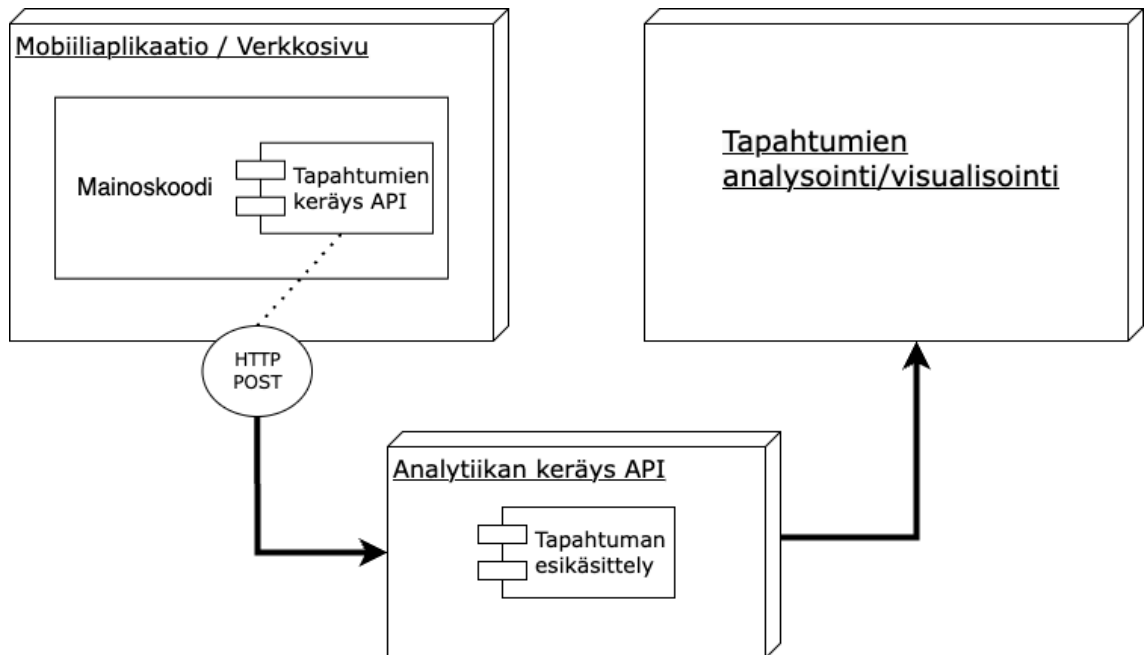 Mobiiliaplikaatio / Verkkosivu
Mainoskoodi
Tapahtumien
keräys API
HTTP
POST
Tapahtumien
analysointi/visualisointi
Analytiikan keräys API
Tapahtuman
esikäsittely